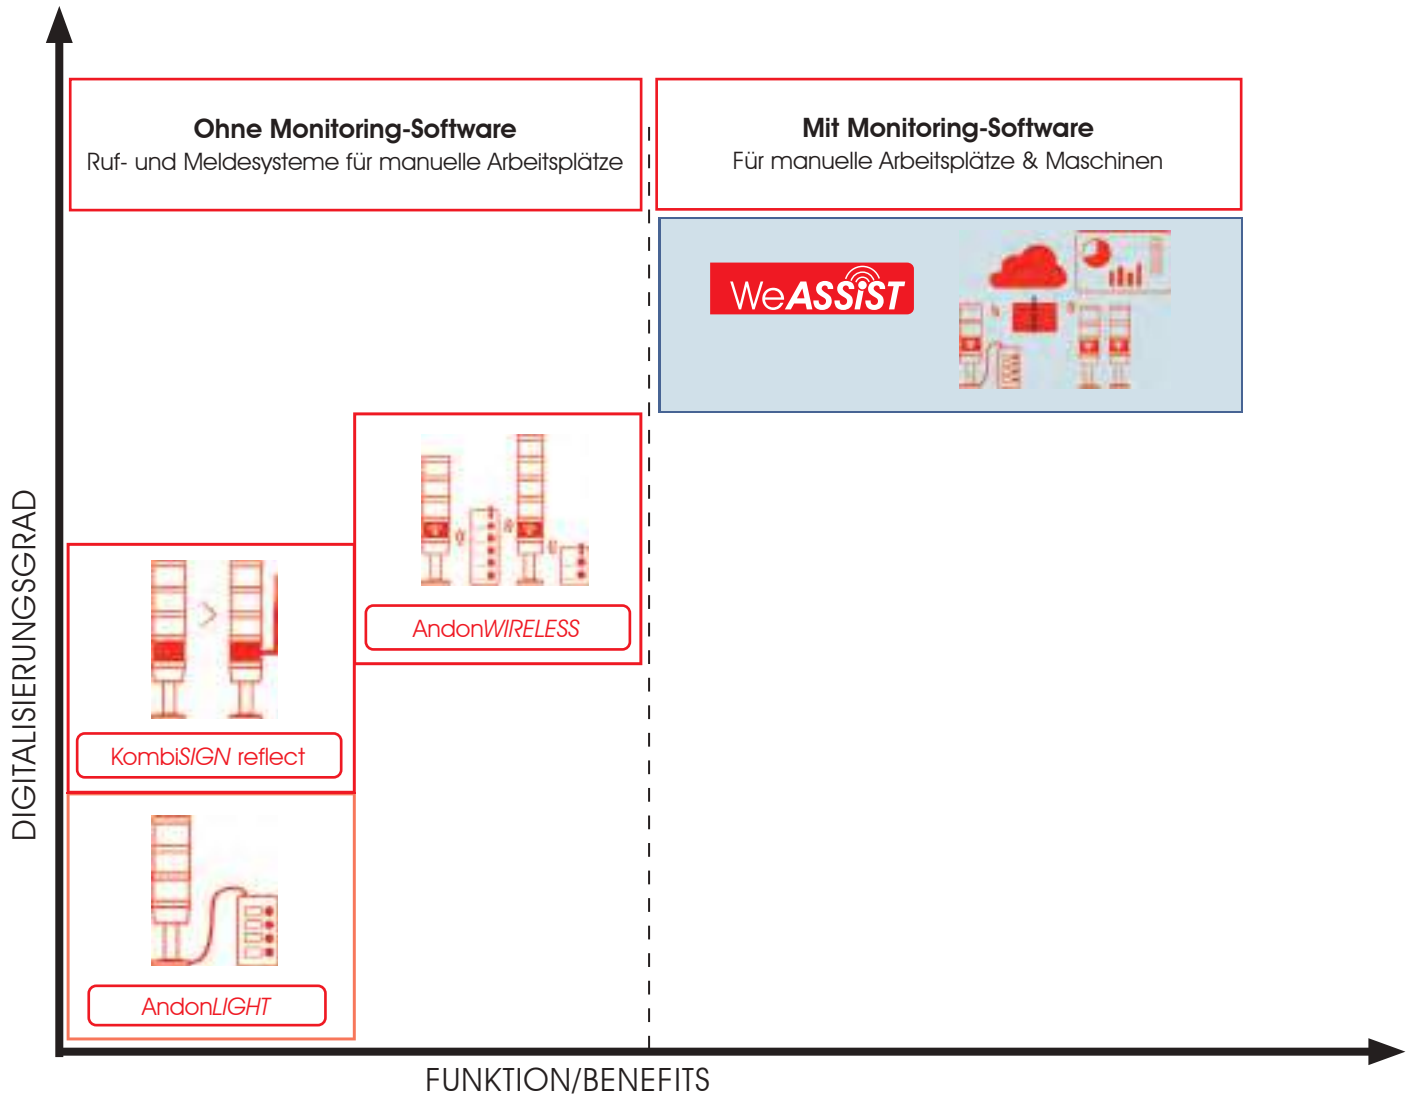 Ohne Monitoring-Software
Ruf- und Meldesysteme für manuelle Arbeitsplätze
Mit Monitoring-Software
Für manuelle Arbeitsplätze & Maschinen
WeASSIST
AndonWIRELESS
KombiSIGN reflect
AndonLIGHT
DIGITALISIERUNGSGRAD
FUNKTION/BENEFITS